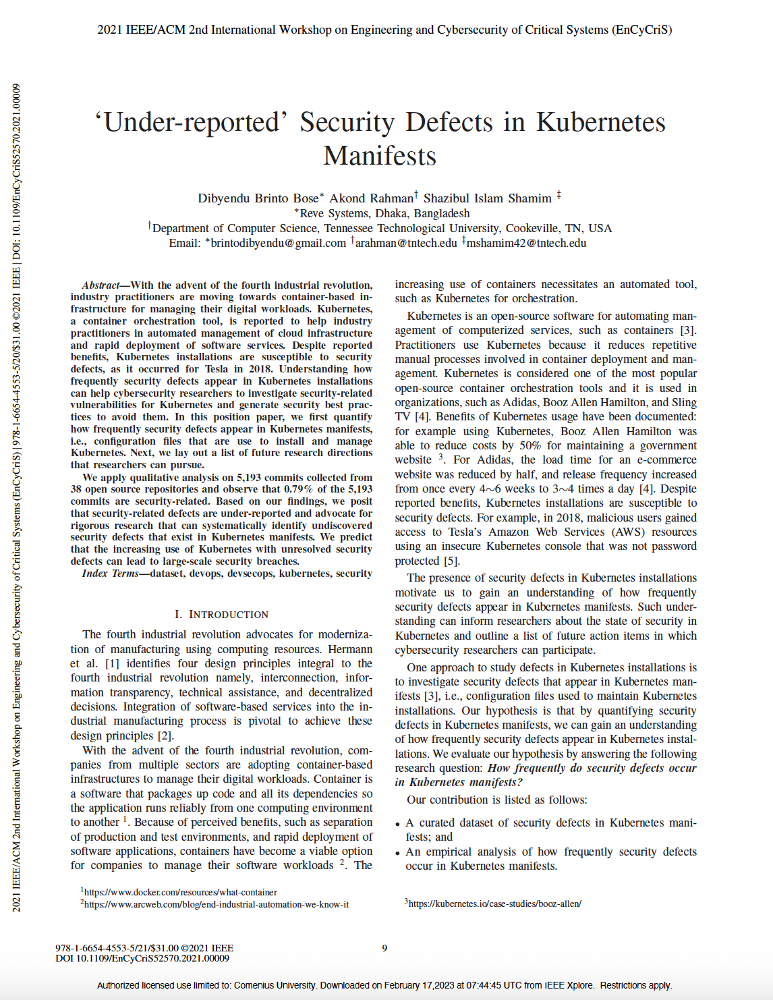 2021 IEEE/ACM 2nd International Workshop on Engineering and Cybersecurity of Critical Systems (EnCyCriS)
2021 IEEE/ACM 2nd International Workshop on Engineering and Cybersecurity of Critical Systems (EnCyCriS) | 978-1-6654-4553-5/20/$31.00 ©2021 IEEE | DOI: 10.1109/EnCyCriS52570.2021.00009
‘Under-reported’ Security Defects in Kubernetes
Manifests
Dibyendu Brinto Bose* Akond Rahman† Shazibul Islam Shamim ‡
*Reve Systems, Dhaka, Bangladesh
†Department of Computer Science, Tennessee Technological University, Cookeville, TN, USA
Email: *brintodibyendu@gmail.com †arahman@tntech.edu ‡mshamim42@tntech.edu
Abstract—With the advent of the fourth industrial revolution,
industry practitioners are moving towards container-based in-
frastructure for managing their digital workloads. Kubernetes,
a container orchestration tool, is reported to help industry
practitioners in automated management of cloud infrastructure
and rapid deployment of software services. Despite reported
benefits, Kubernetes installations are susceptible to security
defects, as it occurred for Tesla in 2018. Understanding how
frequently security defects appear in Kubernetes installations
can help cybersecurity researchers to investigate security-related
vulnerabilities for Kubernetes and generate security best prac-
tices to avoid them. In this position paper, we first quantify
how frequently security defects appear in Kubernetes manifests,
i.e., configuration files that are use to install and manage
Kubernetes. Next, we lay out a list of future research directions
that researchers can pursue.
We apply qualitative analysis on 5,193 commits collected from
38 open source repositories and observe that 0.79% of the 5,193
commits are security-related. Based on our findings, we posit
that security-related defects are under-reported and advocate for
rigorous research that can systematically identify undiscovered
security defects that exist in Kubernetes manifests. We predict
that the increasing use of Kubernetes with unresolved security
defects can lead to large-scale security breaches.
Index Terms—dataset, devops, devsecops, kubernetes, security
I. INTRODUCTION
The fourth industrial revolution advocates for moderniza-
tion of manufacturing using computing resources. Hermann
et al. [1] identifies four design principles integral to the
fourth industrial revolution namely, interconnection, infor-
mation transparency, technical assistance, and decentralized
decisions. Integration of software-based services into the in-
dustrial manufacturing process is pivotal to achieve these
design principles [2].
With the advent of the fourth industrial revolution, com-
panies from multiple sectors are adopting container-based
infrastructures to manage their digital workloads. Container is
a software that packages up code and all its dependencies so
the application runs reliably from one computing environment
to another 1. Because of perceived benefits, such as separation
of production and test environments, and rapid deployment of
software applications, containers have become a viable option
for companies to manage their software workloads 2. The
1https://www.docker.com/resources/what-container
2https://www.arcweb.com/blog/end-industrial-automation-we-know-it
increasing use of containers necessitates an automated tool,
such as Kubernetes for orchestration.
Kubernetes is an open-source software for automating man-
agement of computerized services, such as containers [3].
Practitioners use Kubernetes because it reduces repetitive
manual processes involved in container deployment and man-
agement. Kubernetes is considered one of the most popular
open-source container orchestration tools and it is used in
organizations, such as Adidas, Booz Allen Hamilton, and Sling
TV [4]. Benefits of Kubernetes usage have been documented:
for example using Kubernetes, Booz Allen Hamilton was
able to reduce costs by 50% for maintaining a government
website 3. For Adidas, the load time for an e-commerce
website was reduced by half, and release frequency increased
from once every 4∼6 weeks to 3∼4 times a day [4]. Despite
reported benefits, Kubernetes installations are susceptible to
security defects. For example, in 2018, malicious users gained
access to Tesla’s Amazon Web Services (AWS) resources
using an insecure Kubernetes console that was not password
protected [5].
The presence of security defects in Kubernetes installations
motivate us to gain an understanding of how frequently
security defects appear in Kubernetes manifests. Such under-
standing can inform researchers about the state of security in
Kubernetes and outline a list of future action items in which
cybersecurity researchers can participate.
One approach to study defects in Kubernetes installations is
to investigate security defects that appear in Kubernetes man-
ifests [3], i.e., configuration files used to maintain Kubernetes
installations. Our hypothesis is that by quantifying security
defects in Kubernetes manifests, we can gain an understanding
of how frequently security defects appear in Kubernetes instal-
lations. We evaluate our hypothesis by answering the following
research question: How frequently do security defects occur
in Kubernetes manifests?
Our contribution is listed as follows:
• A curated dataset of security defects in Kubernetes mani-
fests; and
• An empirical analysis of how frequently security defects
occur in Kubernetes manifests.
3https://kubernetes.io/case-studies/booz-allen/
978-1-6654-4553-5/21/$31.00 ©2021 IEEE
DOI 10.1109/EnCyCriS52570.2021.00009
9
Authorized licensed use limited to: Comenius University. Downloaded on February 17,2023 at 07:44:45 UTC from IEEE Xplore. Restrictions apply.